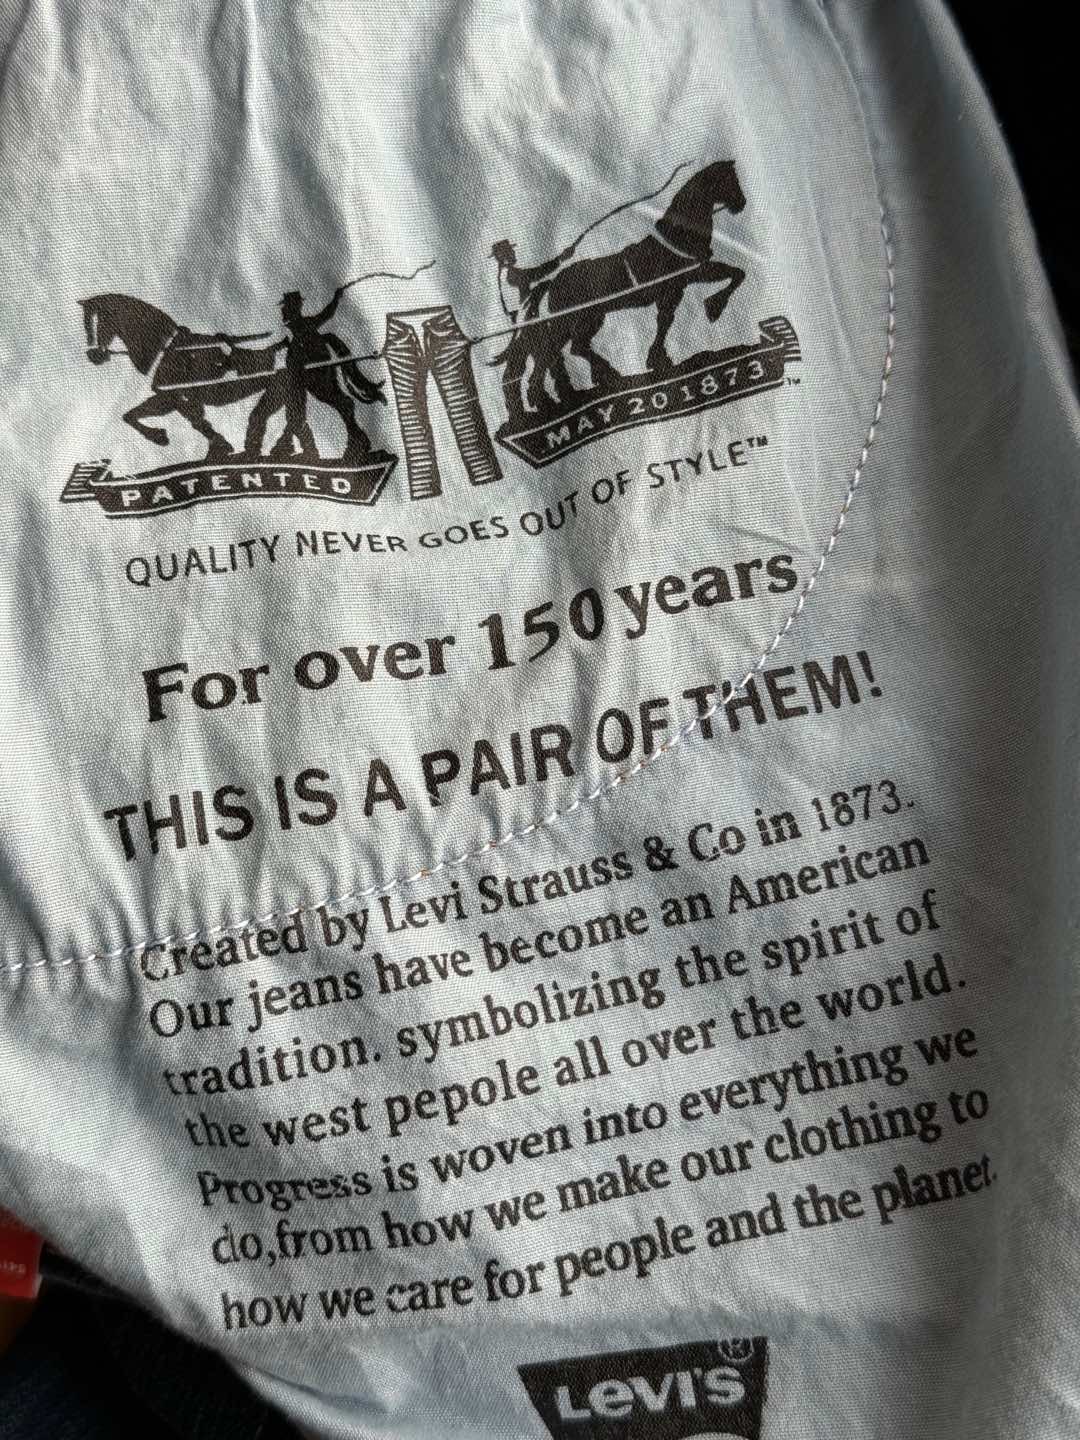 PATENTED
MAY 20 1873™
QUALITY NEVER GOES OUT OF STYLE™
For over 150 years
THIS IS A PAIR OF THEM!
Created by Levi Strauss & Co in 1873.
Our jeans have become an American
tradition. symbolizing the spirit of
the west pepole all over the world.
Progress is woven into everything we
do,from how we make our clothing to
how we care for people and the planet.
LEVI'S